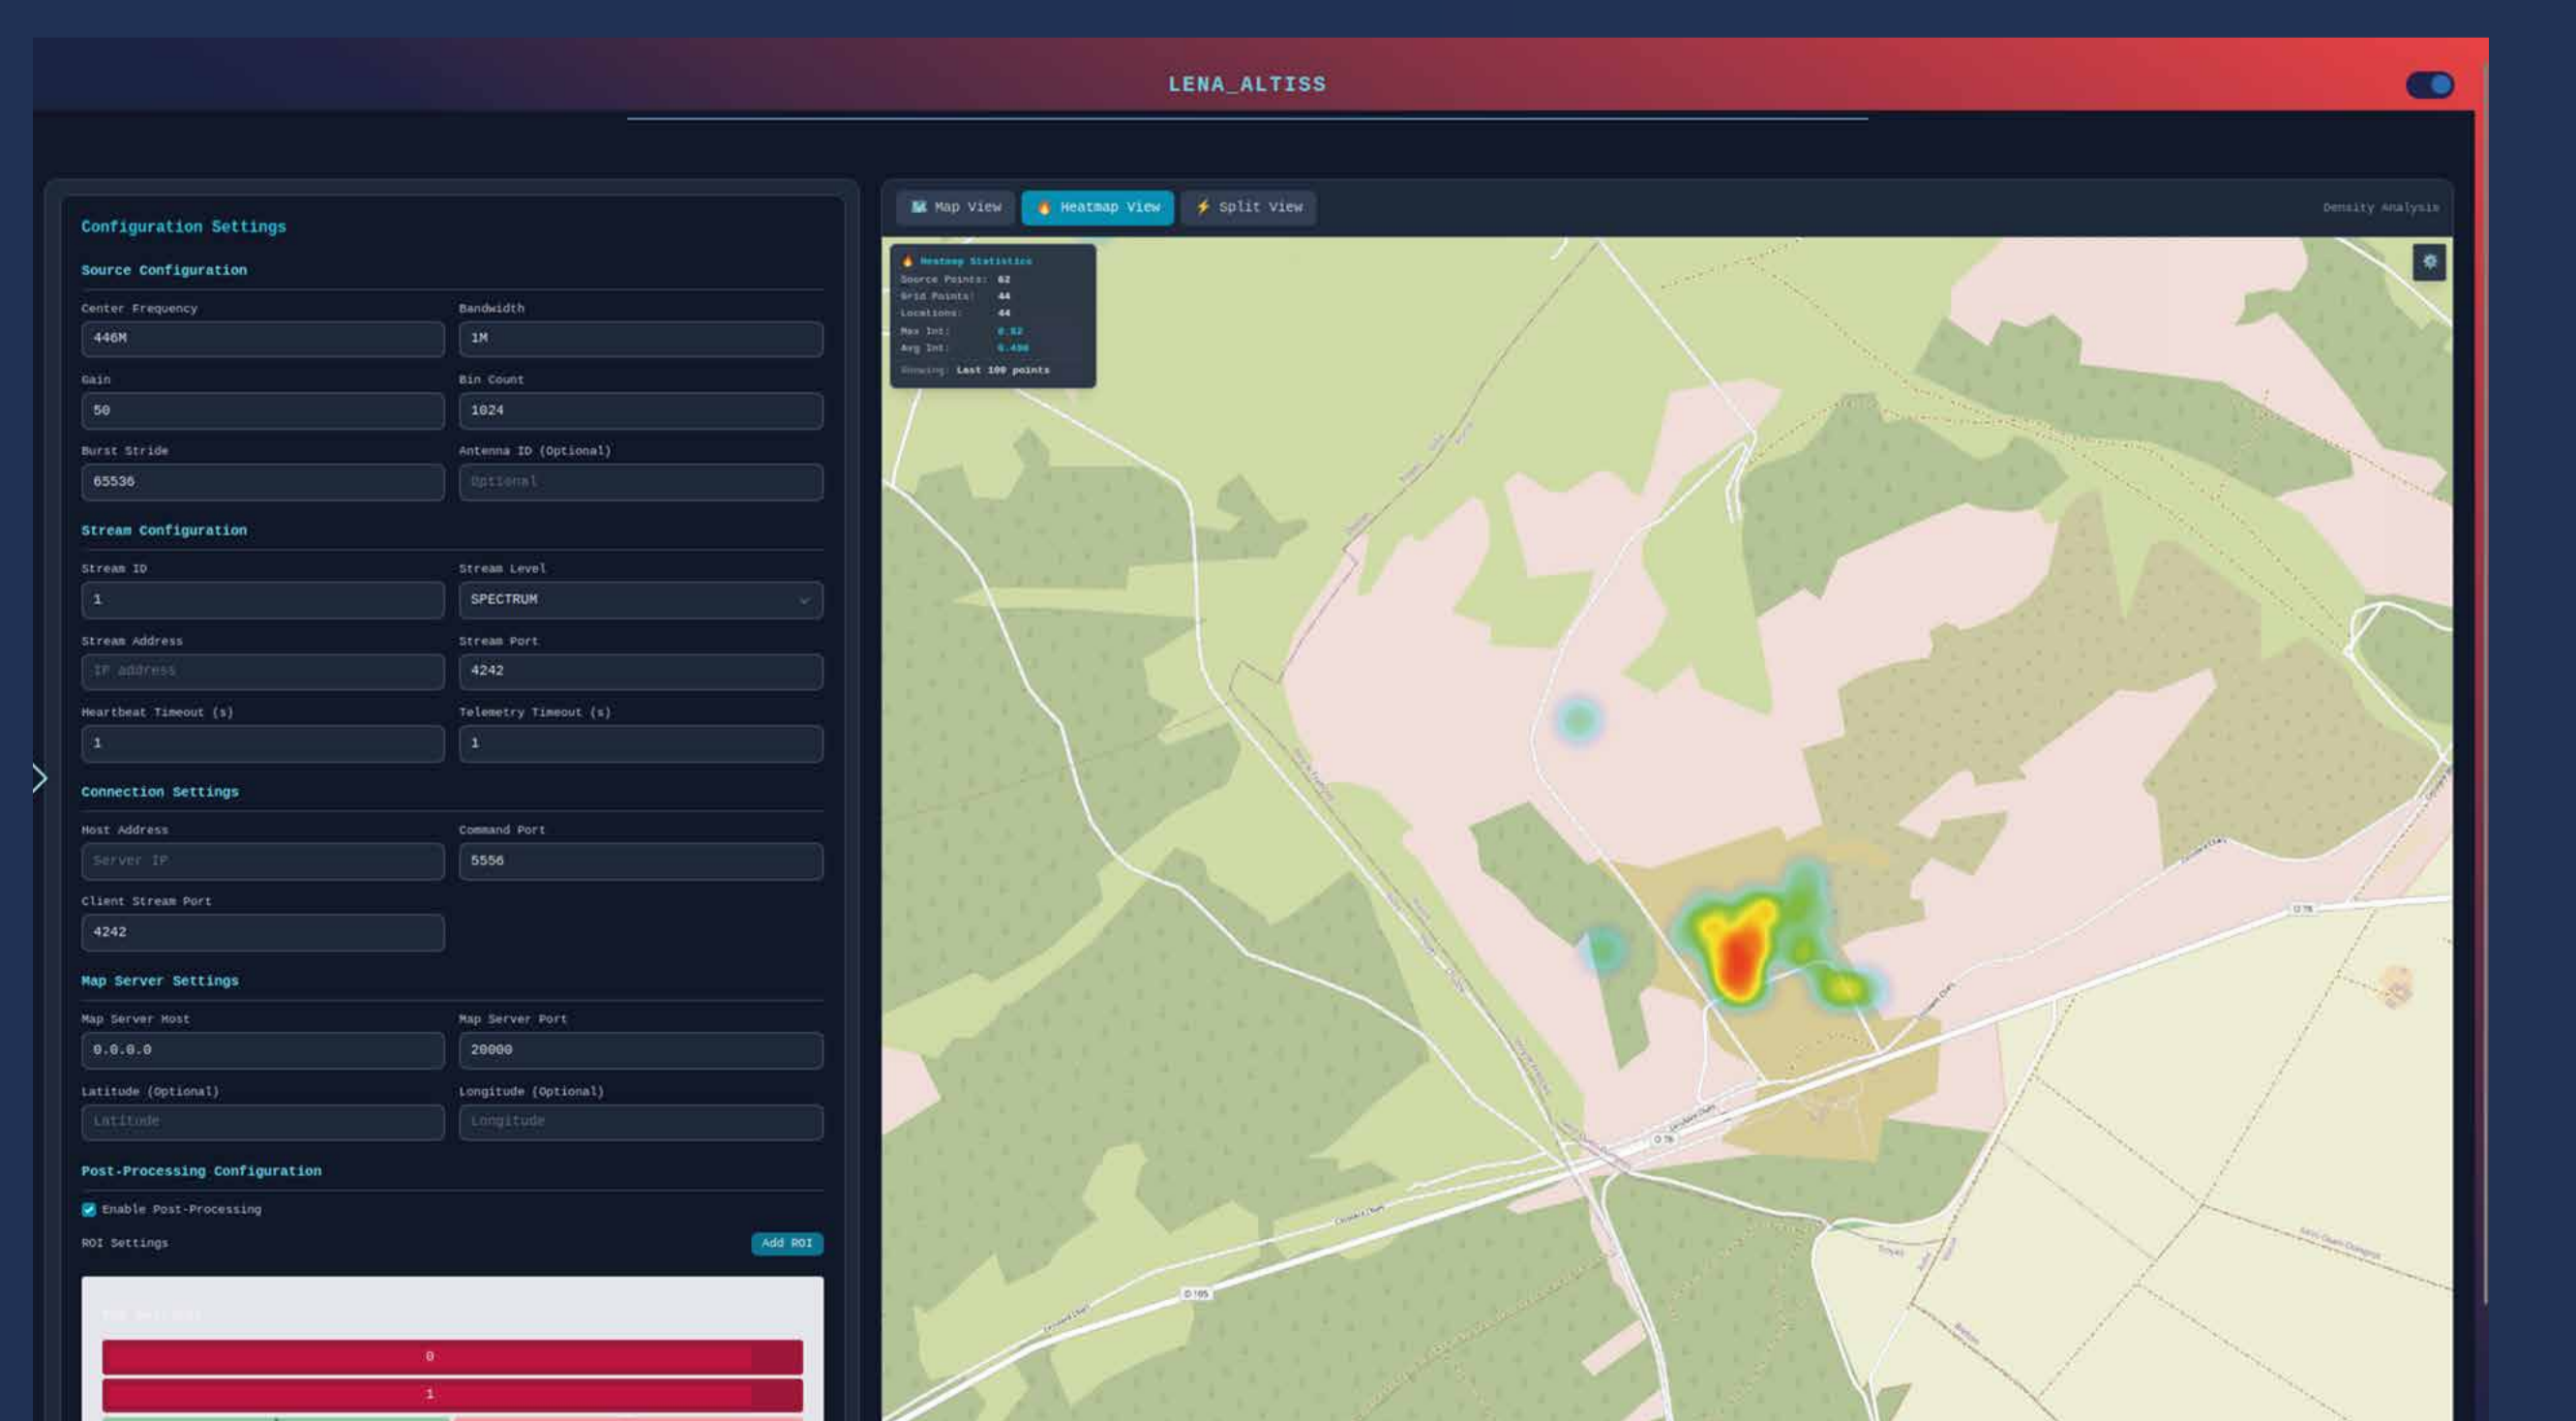 LENA_ALTISS
Configuration Settings
Source Configuration
Center Frequency
Bandwidth
446M
1M
Gain
Bin Count
50
1024
Burst Stride
Antenna ID (Optional)
65536
Optional
Stream Configuration
Stream ID
Stream Level
1
SPECTRUM
Stream Address
Stream Port
IP address
4242
Heartbeat Timeout (s)
Telemetry Timeout (s)
1
1
Connection Settings
Host Address
Command Port
Server IP
5556
Client Stream Port
4242
Map Server Settings
Map Server Host
Map Server Port
0.0.0.0
20000
Latitude (Optional)
Longitude (Optional)
Latitude
Longitude
Post-Processing Configuration
Enable Post-Processing
ROI Settings
Add ROI
0
1
Map View
Heatmap View
Split View
Density Analysis
Heatmap Statistics
Source Points: 62
Grid Points: 44
Locations: 44
Max Int:
Avg Int:
Showing: Last 100 points
D 76
D 76
D 105